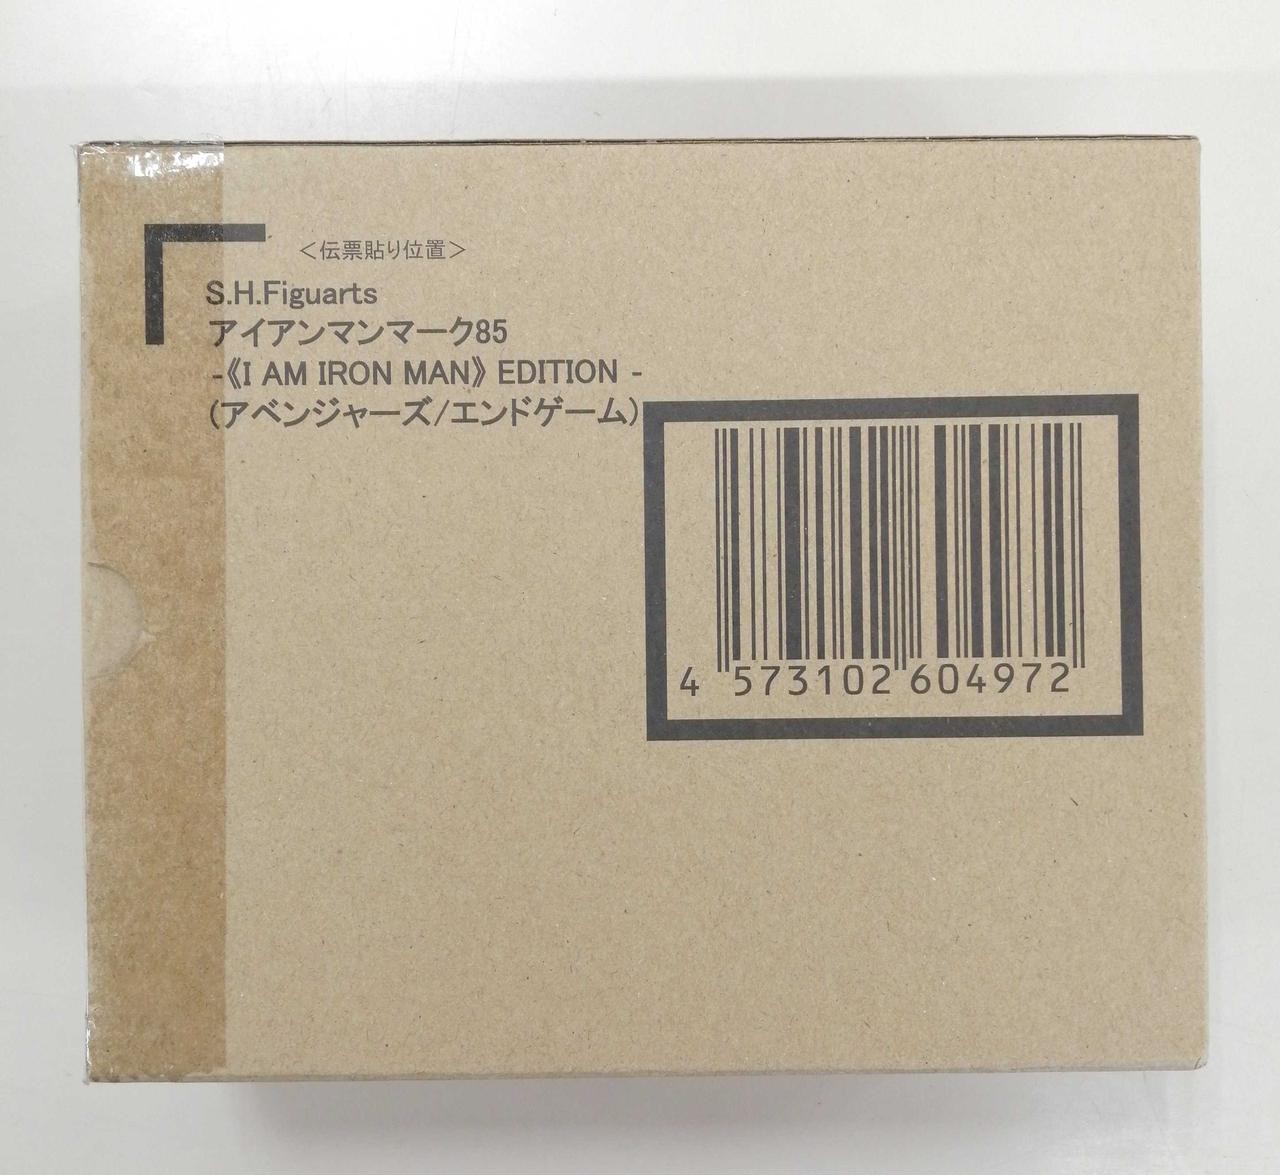 ＜伝票貼り位置＞
S.H.Figuarts
アイアンマンマーク85
-《I AM IRON MAN》 EDITION -
(アベンジャーズ/エンドゲーム)
4 573102 604972